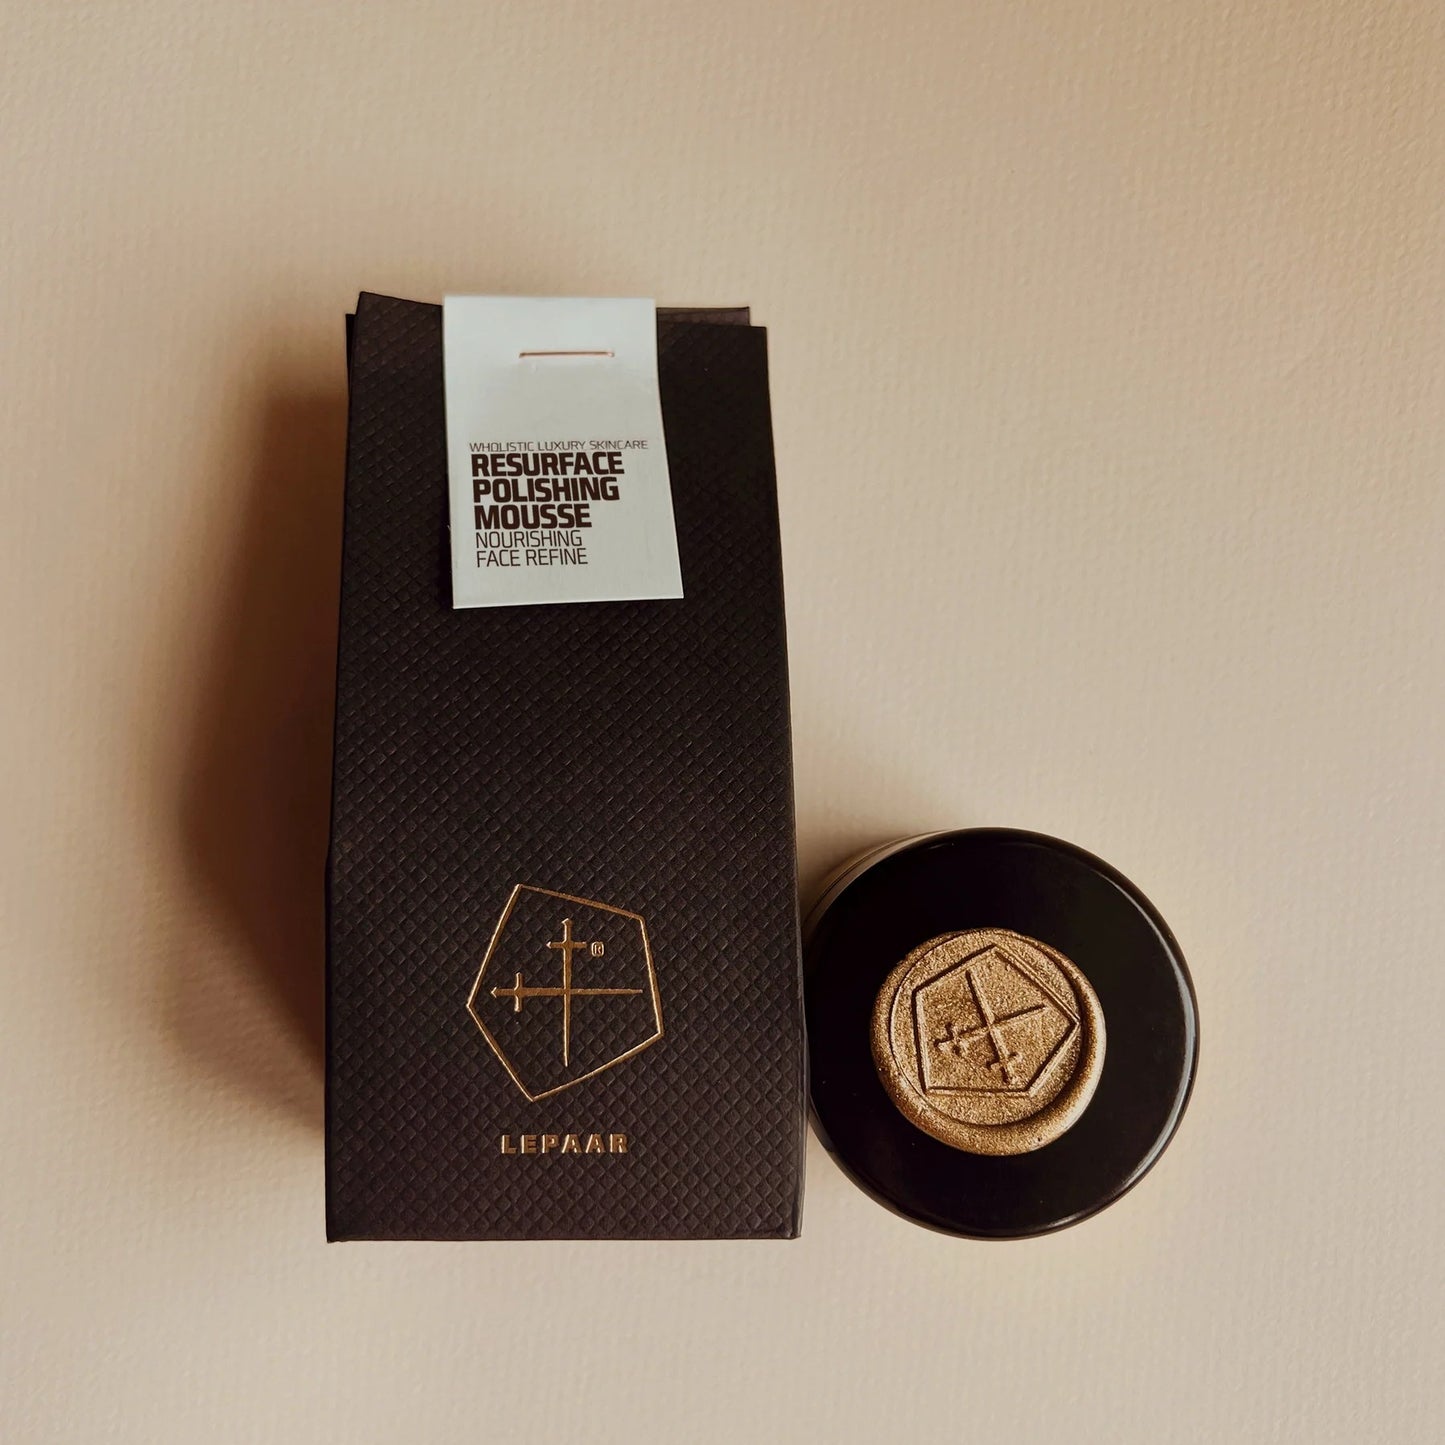 WHOLISTIC LUXURY SKINCARE
RESURFACE
POLISHING
MOUSSE
NOURISHING
FACE REFINE
®
LEPAAR